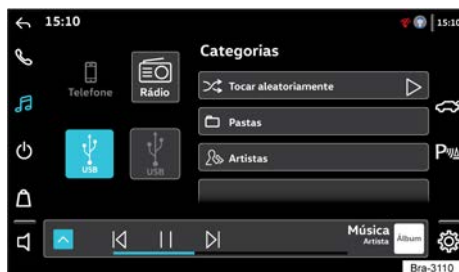 15:10
15:10
Categorias
Telefone
Rádio
Tocar aleatoriamente
Pastas
USB
USB
Artistas
Música
Artista
Álbum
Bra-3110